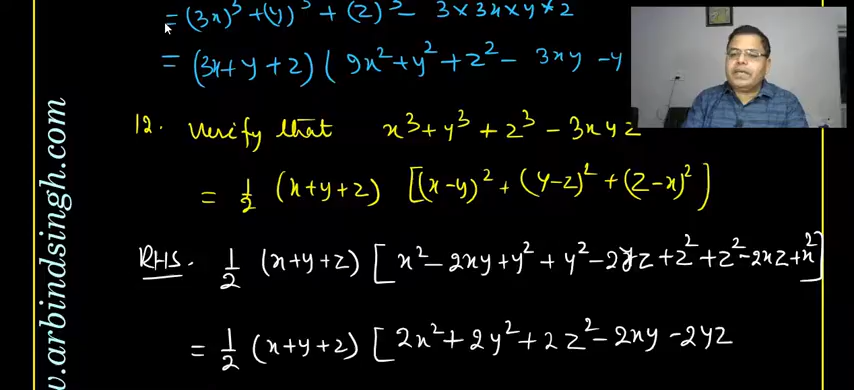 = (3x)³ + (y)³ + (z)³ - 3 × 3x × y × z
= (3x + y + z) ( 9x² + y² + z² - 3xy - y
12. Verify that x³ + y³ + z³ - 3xyz
= 1/2 (x+y+z) [(x-y)² + (y-z)² + (z-x)²]
RHS. 1/2 (x+y+z) [x² - 2xy + y² + y² - 2yz + z² + z² - 2xz + x²]
= 1/2 (x+y+z) [2x² + 2y² + 2z² - 2xy - 2yz
w.arbindsingh.com